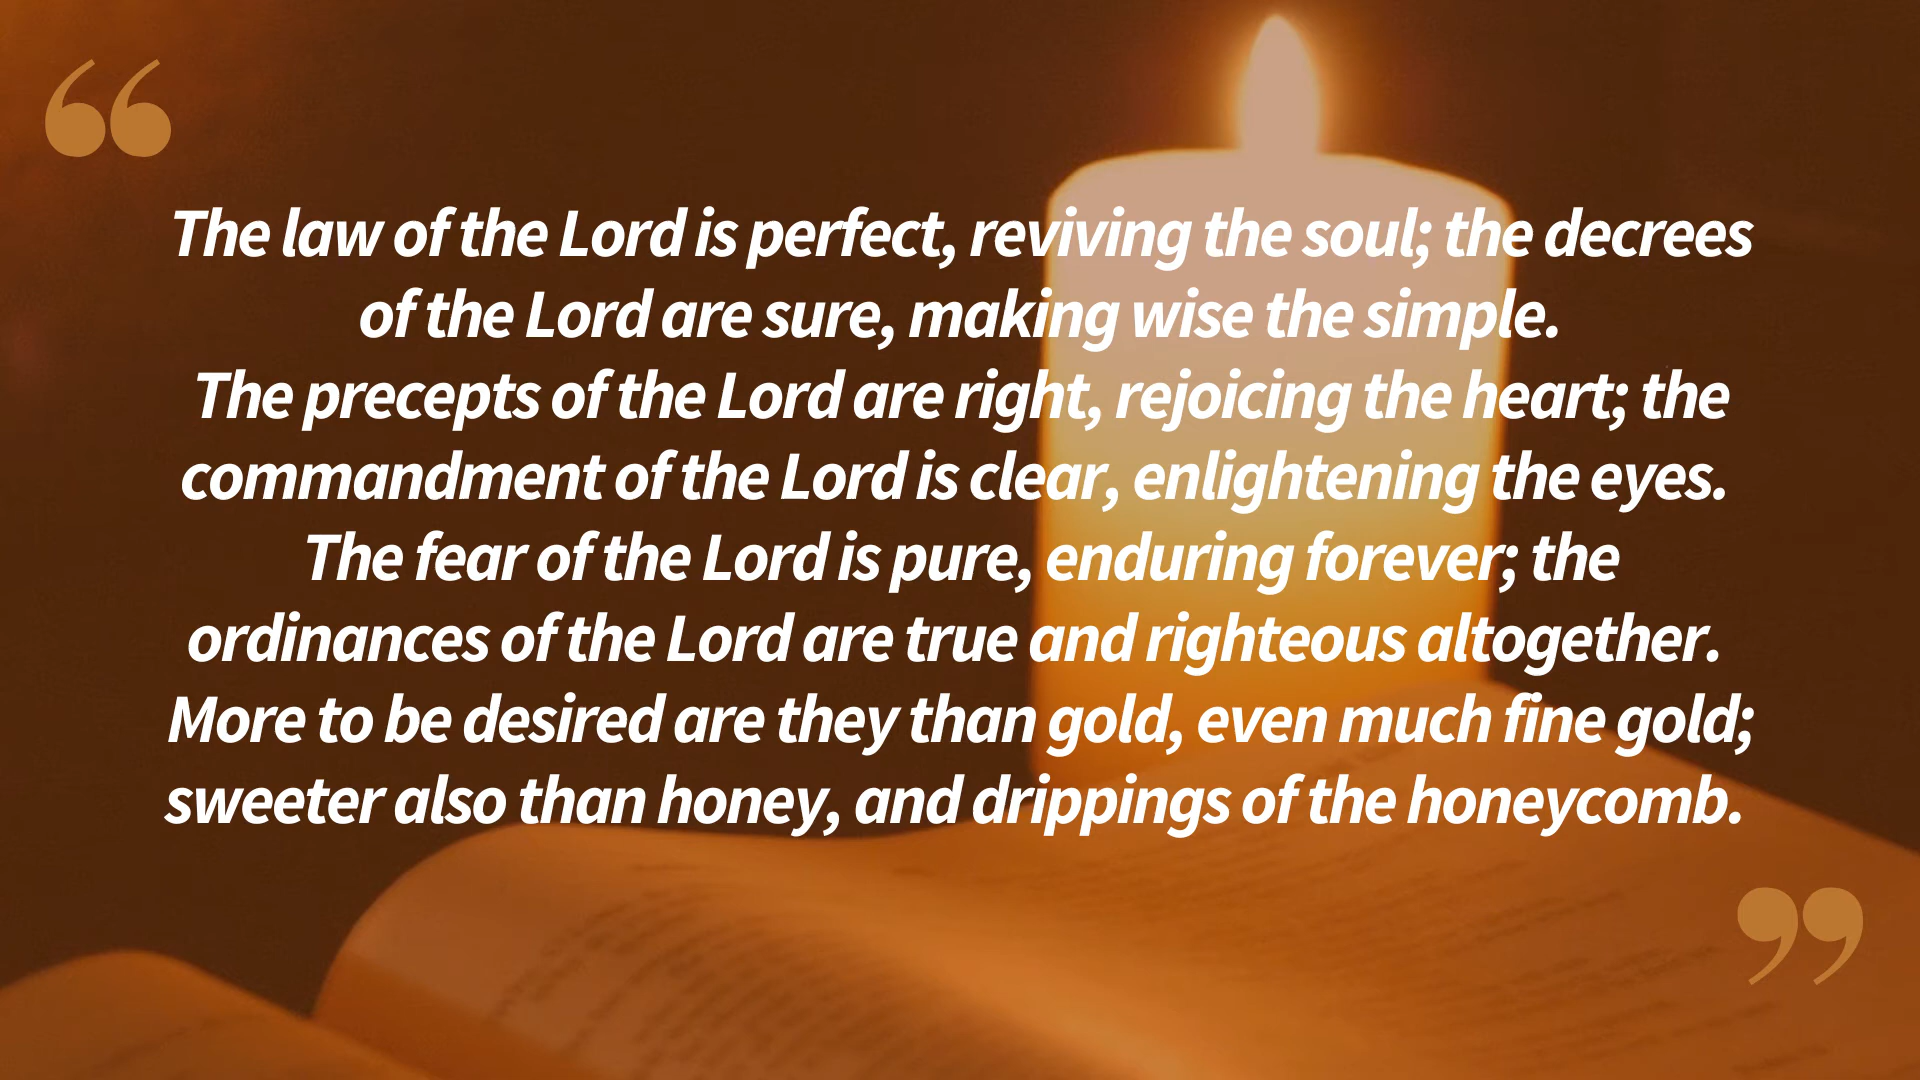 “
The law of the Lord is perfect, reviving the soul; the decrees
of the Lord are sure, making wise the simple.
The precepts of the Lord are right, rejoicing the heart; the
commandment of the Lord is clear, enlightening the eyes.
The fear of the Lord is pure, enduring forever; the
ordinances of the Lord are true and righteous altogether.
More to be desired are they than gold, even much fine gold;
sweeter also than honey, and drippings of the honeycomb.
”